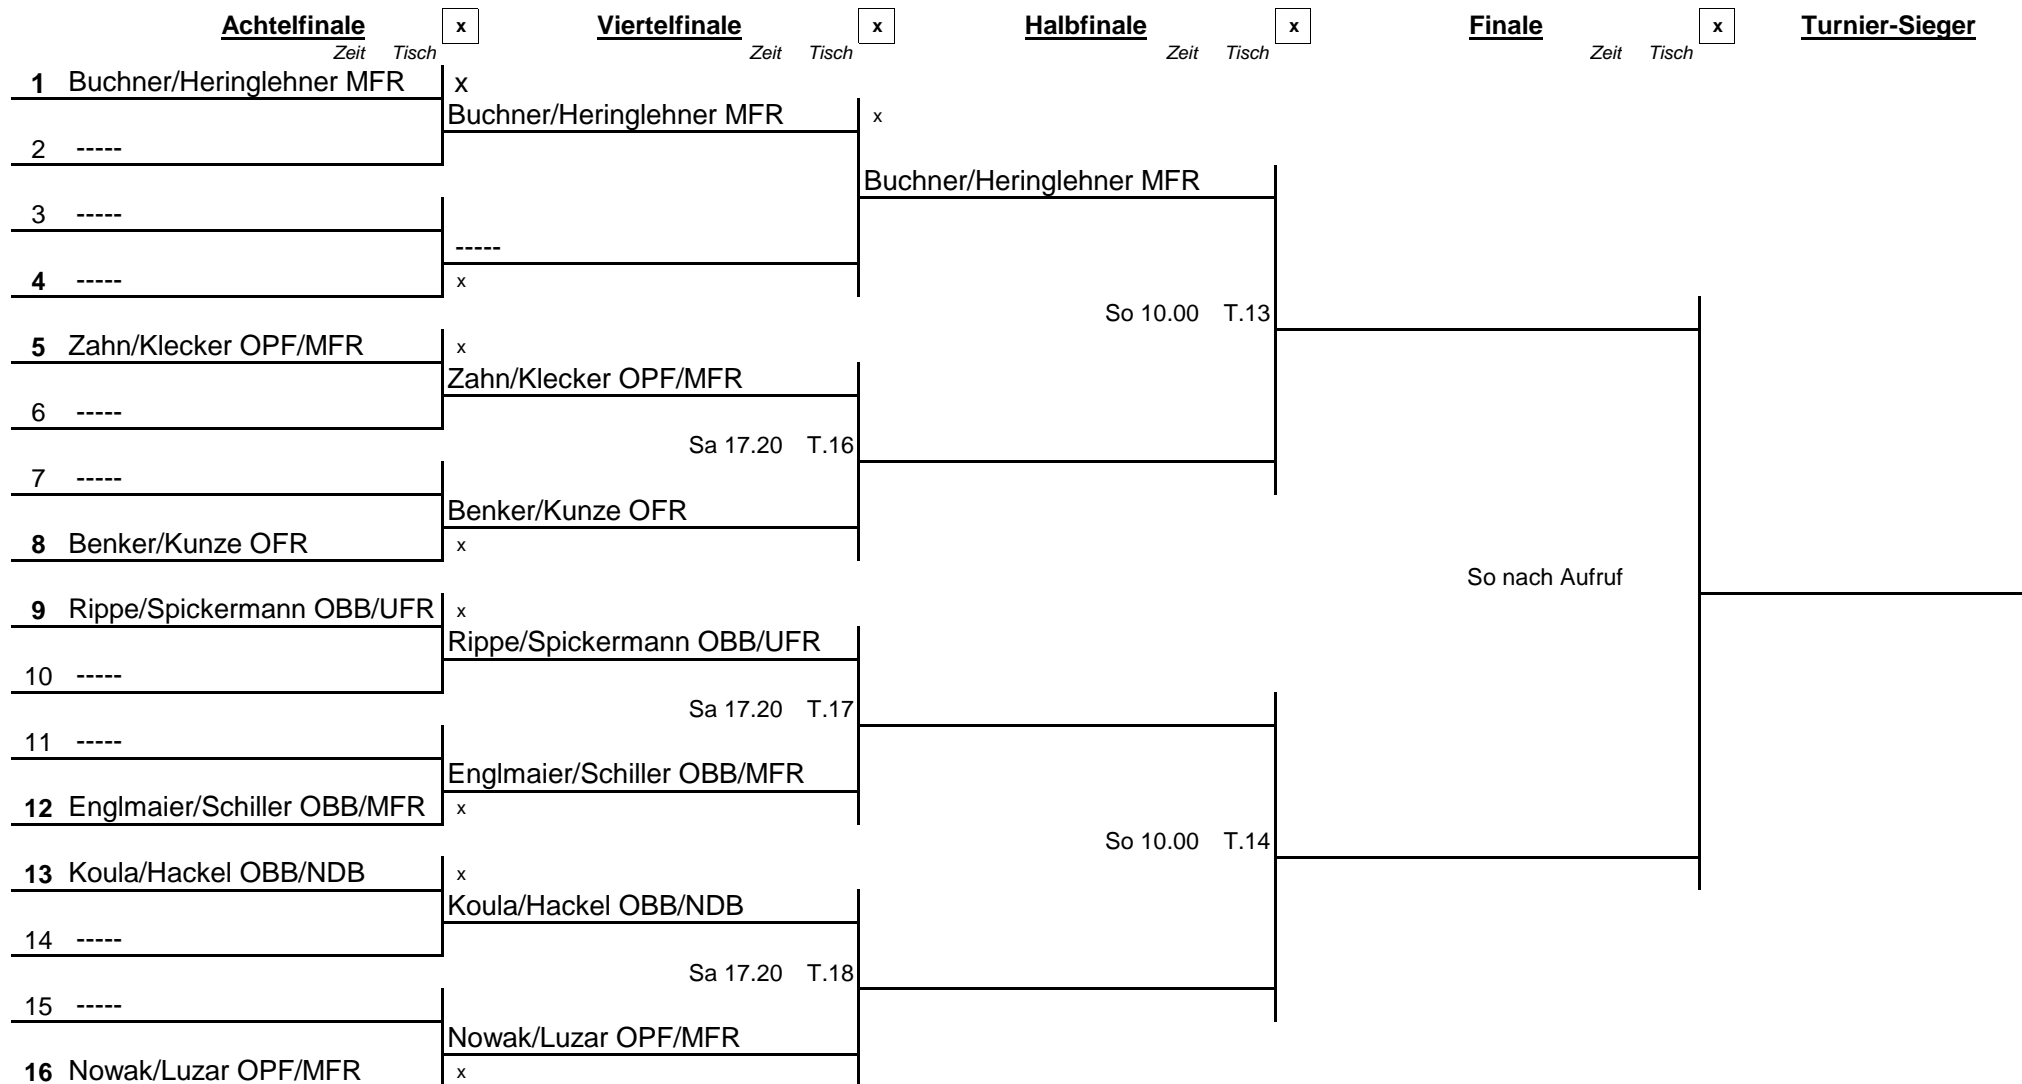 Achtelfinale x Viertelfinale x Halbfinale x Finale x Turnier-Sieger
Zeit Tisch Zeit Tisch Zeit Tisch Zeit Tisch
1 Buchner/Heringlehner MFR x
Buchner/Heringlehner MFR x
2 -----
Buchner/Heringlehner MFR
3 -----
-----
4 ----- x
So 10.00 T.13
5 Zahn/Klecker OPF/MFR x
Zahn/Klecker OPF/MFR
6 -----
Sa 17.20 T.16
7 -----
Benker/Kunze OFR
8 Benker/Kunze OFR x
So nach Aufruf
9 Rippe/Spickermann OBB/UFR x
Rippe/Spickermann OBB/UFR
10 -----
Sa 17.20 T.17
11 -----
Englmaier/Schiller OBB/MFR
12 Englmaier/Schiller OBB/MFR x
So 10.00 T.14
13 Koula/Hackel OBB/NDB x
Koula/Hackel OBB/NDB
14 -----
Sa 17.20 T.18
15 -----
Nowak/Luzar OPF/MFR
16 Nowak/Luzar OPF/MFR x